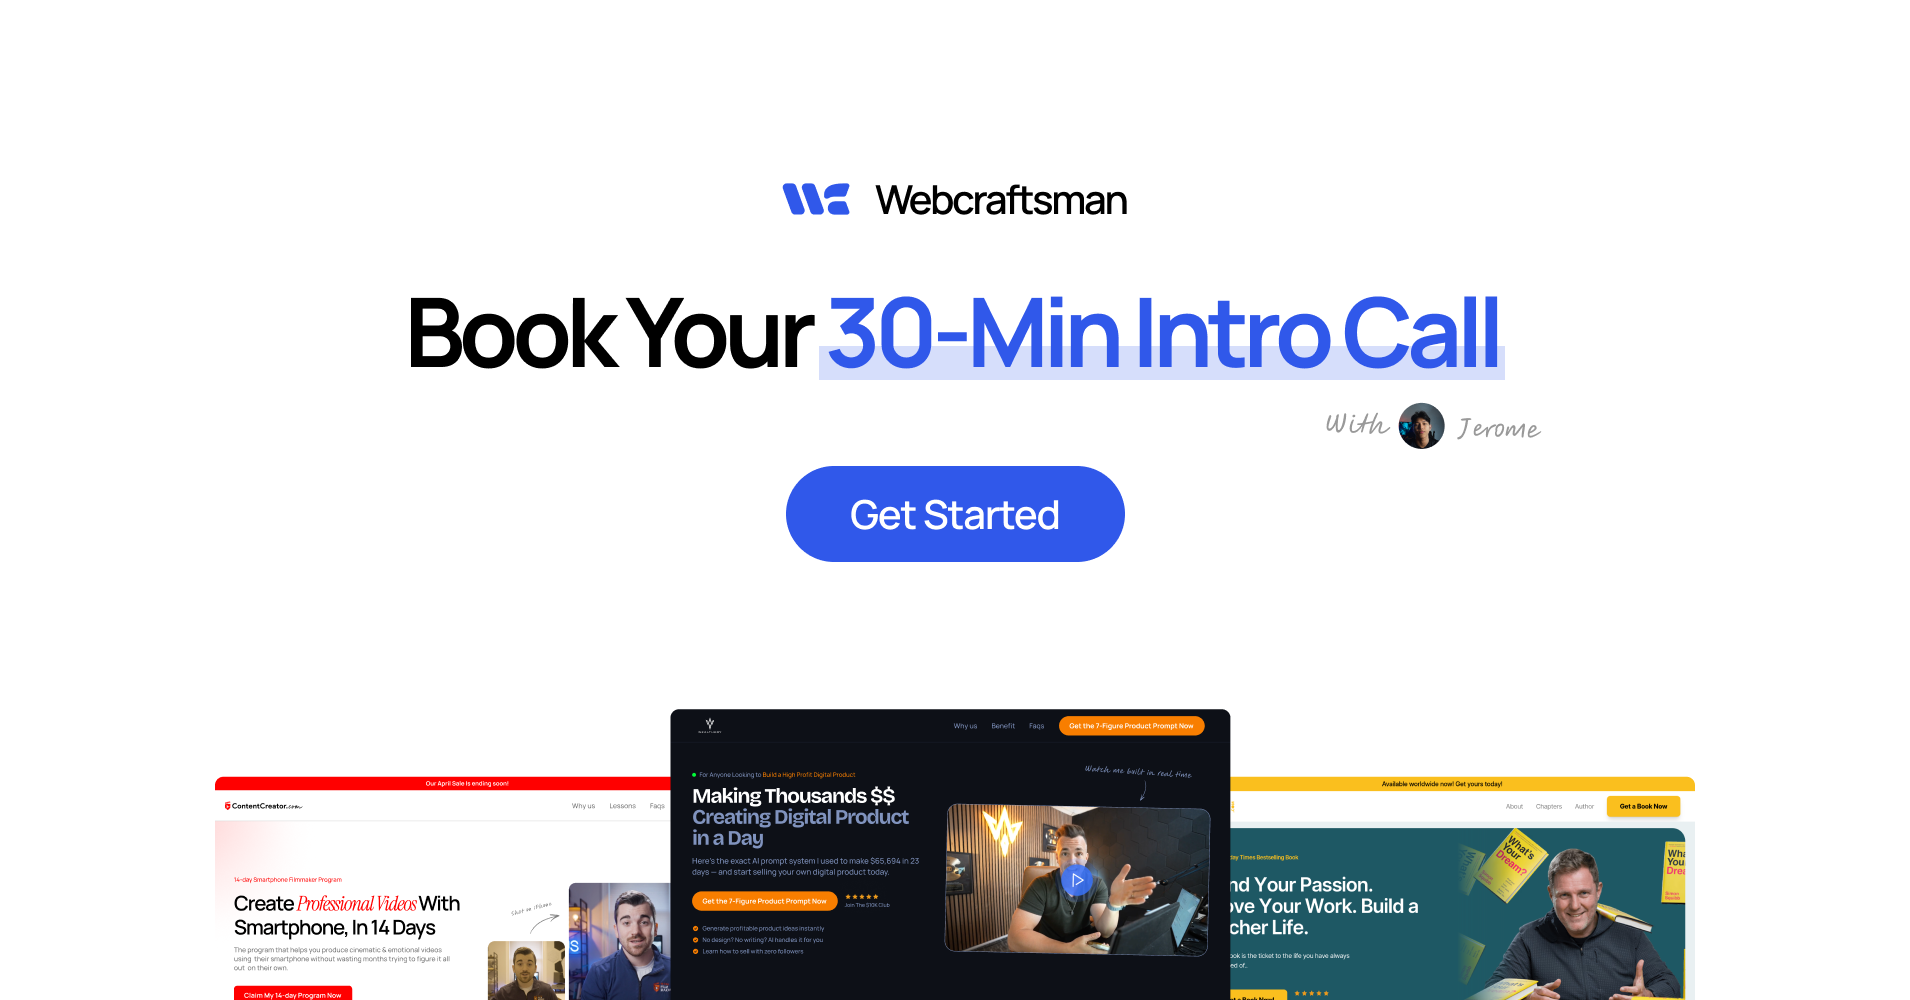 Webcraftsman
Book Your 30-Min Intro Call
With Jerome
Get Started
Our April Sale Is ending soon!
ContentCreator.com
Why us Lessons Faqs
14-day Smartphone Filmmaker Program
Create Professional Videos With
Smartphone, In 14 Days
The program that helps you produce cinematic & emotional videos
using their smartphone without wasting months trying to figure it all
out on their own.
Claim My 14-day Program Now
Shot on iPhone
Why us Benefit Faqs Get the 7-Figure Product Prompt Now
For Anyone Looking to Build a High Profit Digital Product
Making Thousands $$
Creating Digital Product
in a Day
Here's the exact AI prompt system I used to make $65,694 in 23
days — and start selling your own digital product today.
Get the 7-Figure Product Prompt Now
Join The $10K Club
Generate profitable product ideas instantly
No design? No writing? AI handles it for you
Learn how to sell with zero followers
Watch me built in real time
Available worldwide now! Get yours today!
About Chapters Author Get a Book Now
day Times Bestselling Book
nd Your Passion.
ove Your Work. Build a
cher Life.
ook is the ticket to the life you have always
ed of..
t a Book Now!
What's
Your
Dream?